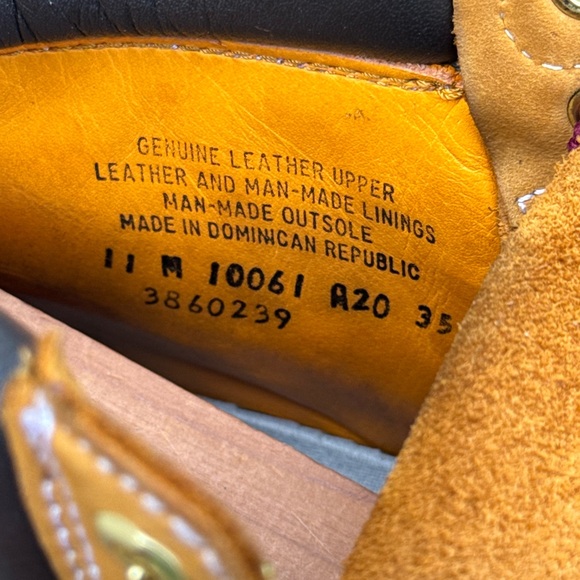 GENUINE LEATHER UPPER
LEATHER AND MAN-MADE LININGS
MAN-MADE OUTSOLE
MADE IN DOMINICAN REPUBLIC
11 M 10061 A20 35
3860239